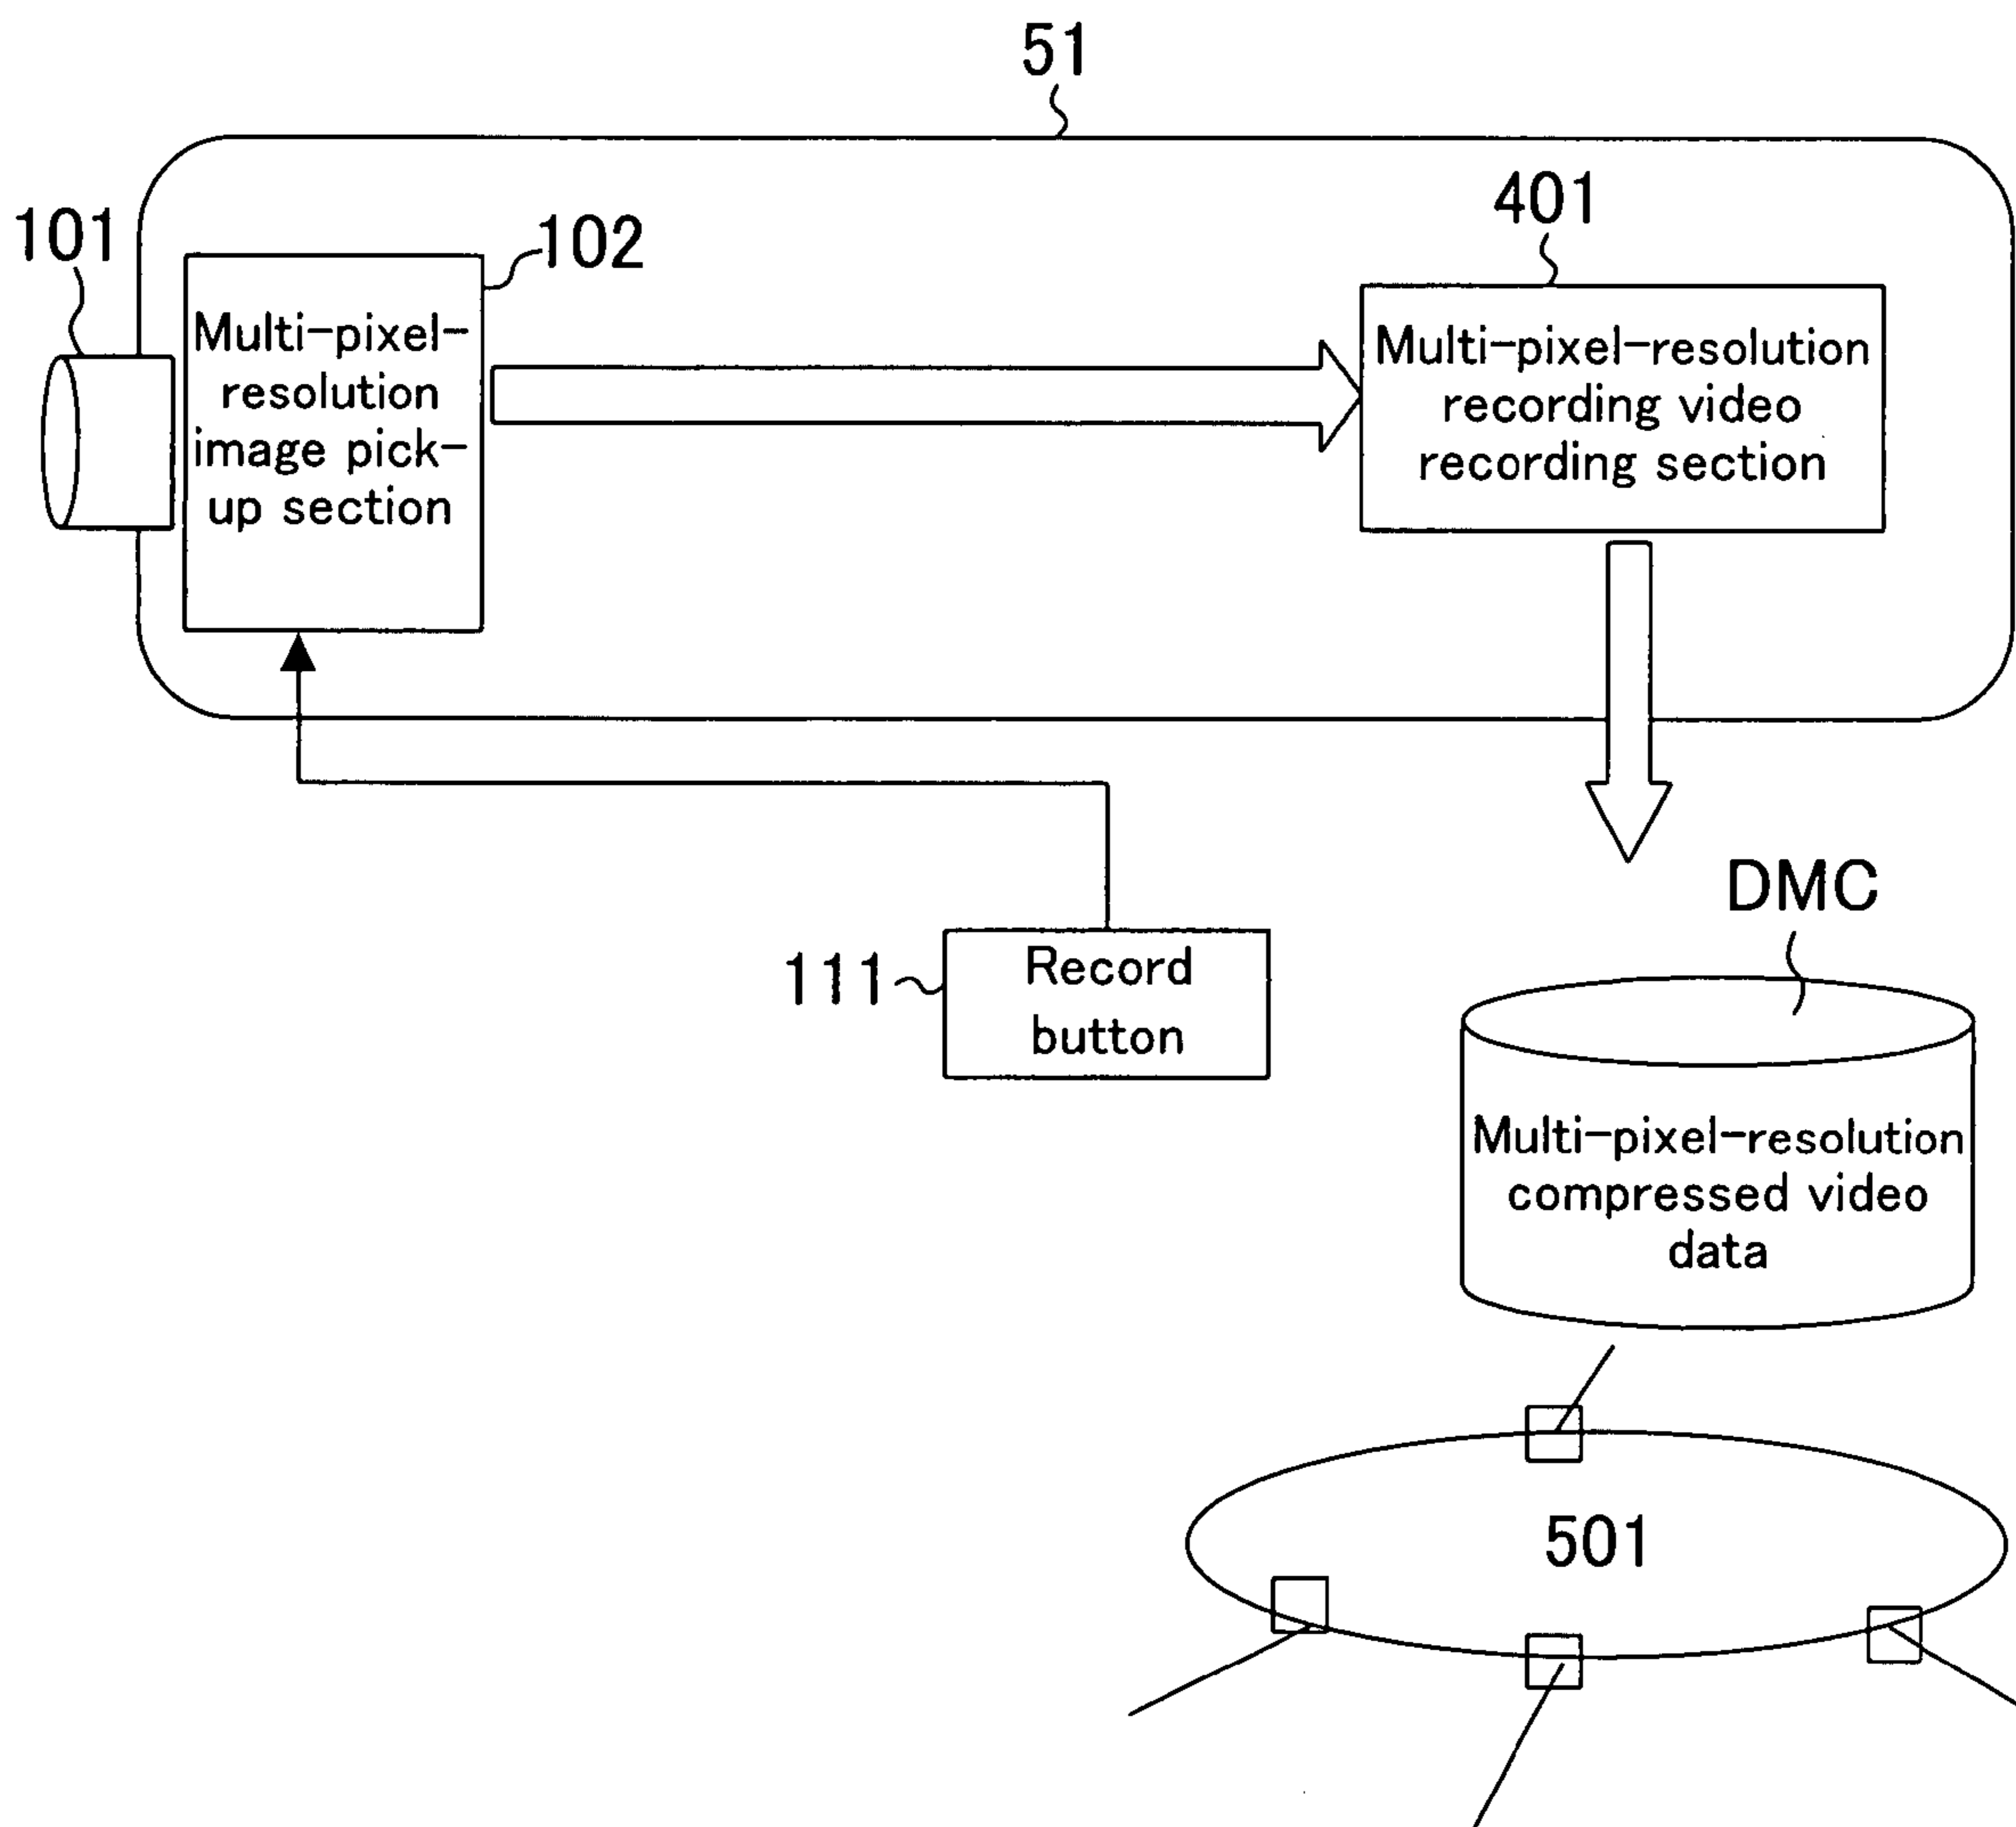 51
101
102
Multi-pixel-
resolution
image pick-
up section
401
Multi-pixel-resolution
recording video
recording section
111
Record
button
DMC
Multi-pixel-resolution
compressed video
data
501